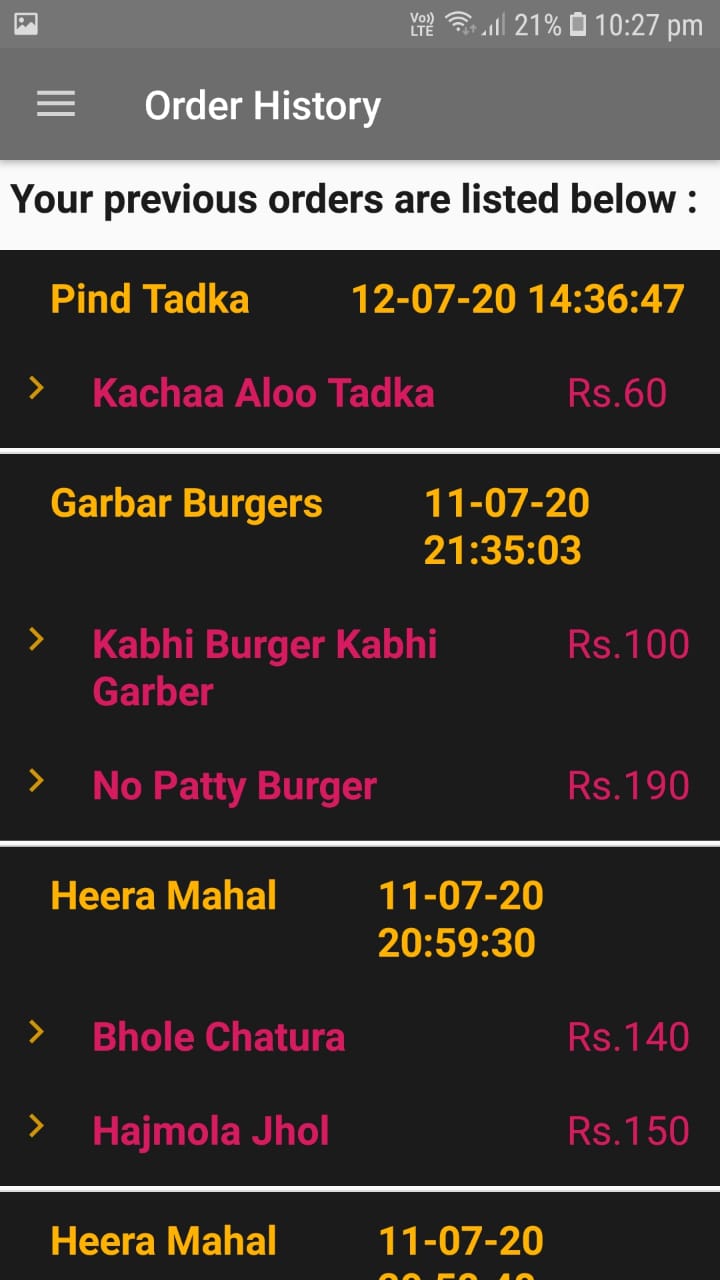 Vo)) LTE 21% 10:27 pm
Order History
Your previous orders are listed below :
Pind Tadka 12-07-20 14:36:47
Kachaa Aloo Tadka Rs.60
Garbar Burgers 11-07-20
21:35:03
Kabhi Burger Kabhi Rs.100
Garber
No Patty Burger Rs.190
Heera Mahal 11-07-20
20:59:30
Bhole Chatura Rs.140
Hajmola Jhol Rs.150
Heera Mahal 11-07-20